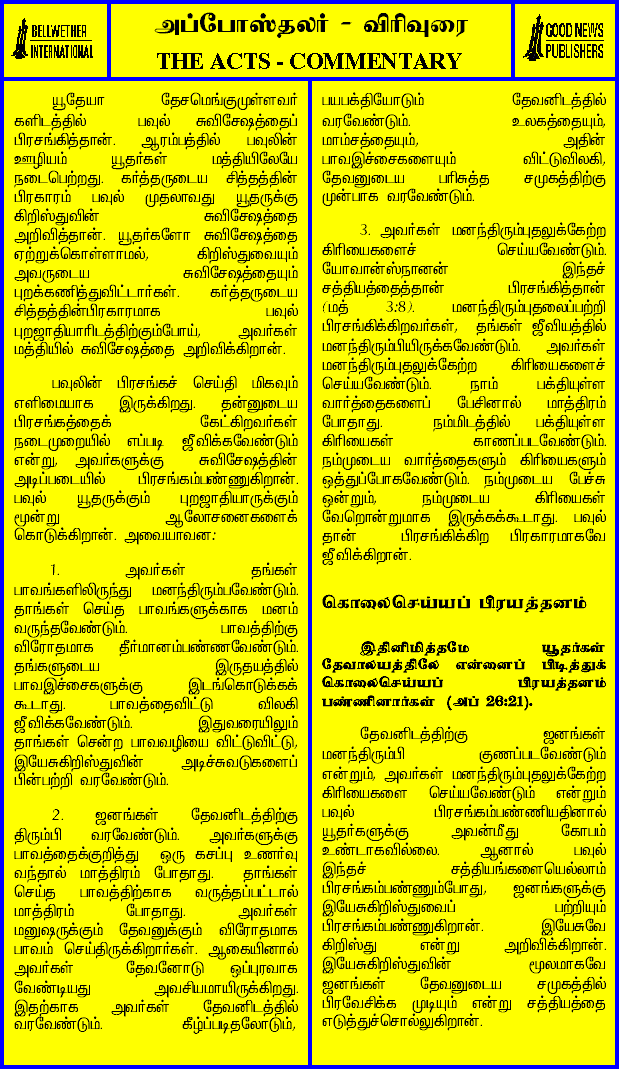 BELLWETHER
INTERNATIONAL
அப்போஸ்தலர் - விரிவுரை
THE ACTS - COMMENTARY
GOOD NEWS
PUBLISHERS
யூதேயா தேசமெங்குமுள்ளவர்
களிடத்தில் பவுல் சுவிசேஷத்தைப்
பிரசங்கித்தான். ஆரம்பத்தில் பவுலின்
ஊழியம் யூதர்கள் மத்தியிலேயே
நடைபெற்றது. கர்த்தருடைய சித்தத்தின்
பிரகாரம் பவுல் முதலாவது யூதருக்கு
கிறிஸ்துவின் சுவிசேஷத்தை
அறிவித்தான். யூதர்களோ சுவிசேஷத்தை
ஏற்றுக்கொள்ளாமல், கிறிஸ்துவையும்
அவருடைய சுவிசேஷத்தையும்
புறக்கணித்துவிட்டார்கள். கர்த்தருடைய
சித்தத்தின்பிரகாரமாக பவுல்
புறஜாதியாரிடத்திற்கும்போய், அவர்கள்
மத்தியில் சுவிசேஷத்தை அறிவிக்கிறான்.
பவுலின் பிரசங்கச் செய்தி மிகவும்
எளிமையாக இருக்கிறது. தன்னுடைய
பிரசங்கத்தைக் கேட்கிறவர்கள்
நடைமுறையில் எப்படி ஜீவிக்கவேண்டும்
என்று, அவர்களுக்கு சுவிசேஷத்தின்
அடிப்படையில் பிரசங்கம்பண்ணுகிறான்.
பவுல் யூதருக்கும் புறஜாதியாருக்கும்
மூன்று ஆலோசனைகளைக்
கொடுக்கிறான். அவையாவன:
1. அவர்கள் தங்கள்
பாவங்களிலிருந்து மனந்திரும்பவேண்டும்.
தாங்கள் செய்த பாவங்களுக்காக மனம்
வருந்தவேண்டும். பாவத்திற்கு
விரோதமாக தீர்மானம்பண்ணவேண்டும்.
தங்களுடைய இருதயத்தில்
பாவஇச்சைகளுக்கு இடங்கொடுக்கக்
கூடாது. பாவத்தைவிட்டு விலகி
ஜீவிக்கவேண்டும். இதுவரையிலும்
தாங்கள் சென்ற பாவவழியை விட்டுவிட்டு,
இயேசுகிறிஸ்துவின் அடிச்சுவடுகளைப்
பின்பற்றி வரவேண்டும்.
2. ஜனங்கள் தேவனிடத்திற்கு
திரும்பி வரவேண்டும். அவர்களுக்கு
பாவத்தைக்குறித்து ஒரு கசப்பு உணர்வு
வந்தால் மாத்திரம் போதாது. தாங்கள்
செய்த பாவத்திற்காக வருத்தப்பட்டால்
மாத்திரம் போதாது. அவர்கள்
மனுஷருக்கும் தேவனுக்கும் விரோதமாக
பாவம் செய்திருக்கிறார்கள். ஆகையினால்
அவர்கள் தேவனோடு ஒப்புரவாக
வேண்டியது அவசியமாயிருக்கிறது.
இதற்காக அவர்கள் தேவனிடத்தில்
வரவேண்டும். கீழ்ப்படிதலோடும்,
பயபக்தியோடும் தேவனிடத்தில்
வரவேண்டும். உலகத்தையும்,
மாம்சத்தையும், அதின்
பாவஇச்சைகளையும் விட்டுவிலகி,
தேவனுடைய பரிசுத்த சமுகத்திற்கு
முன்பாக வரவேண்டும்.
3. அவர்கள் மனந்திரும்புதலுக்கேற்ற
கிரியைகளைச் செய்யவேண்டும்.
யோவான்ஸ்நானன் இந்தச்
சத்தியத்தைத்தான் பிரசங்கித்தான்
(மத் 3:8). மனந்திரும்புதலைப்பற்றி
பிரசங்கிக்கிறவர்கள், தங்கள் ஜீவியத்தில்
மனந்திரும்பியிருக்கவேண்டும். அவர்கள்
மனந்திரும்புதலுக்கேற்ற கிரியைகளைச்
செய்யவேண்டும். நாம் பக்தியுள்ள
வார்த்தைகளைப் பேசினால் மாத்திரம்
போதாது. நம்மிடத்தில் பக்தியுள்ள
கிரியைகள் காணப்படவேண்டும்.
நம்முடைய வார்த்தைகளும் கிரியைகளும்
ஒத்துப்போகவேண்டும். நம்முடைய பேச்சு
ஒன்றும், நம்முடைய கிரியைகள்
வேறொன்றுமாக இருக்கக்கூடாது. பவுல்
தான் பிரசங்கிக்கிற பிரகாரமாகவே
ஜீவிக்கிறான்.
கொலைசெய்யப் பிரயத்தனம்
இதினிமித்தமே யூதர்கள்
தேவாலயத்திலே என்னைப் பிடித்துக்
கொலைசெய்யப் பிரயத்தனம்
பண்ணினார்கள் (அப் 26:21).
தேவனிடத்திற்கு ஜனங்கள்
மனந்திரும்பி குணப்படவேண்டும்
என்றும், அவர்கள் மனந்திரும்புதலுக்கேற்ற
கிரியைகளை செய்யவேண்டும் என்றும்
பவுல் பிரசங்கம்பண்ணியதினால்
யூதர்களுக்கு அவன்மீது கோபம்
உண்டாகவில்லை. ஆனால் பவுல்
இந்தச் சத்தியங்களையெல்லாம்
பிரசங்கம்பண்ணும்போது, ஜனங்களுக்கு
இயேசுகிறிஸ்துவைப் பற்றியும்
பிரசங்கம்பண்ணுகிறான். இயேசுவே
கிறிஸ்து என்று அறிவிக்கிறான்.
இயேசுகிறிஸ்துவின் மூலமாகவே
ஜனங்கள் தேவனுடைய சமுகத்தில்
பிரவேசிக்க முடியும் என்று சத்தியத்தை
எடுத்துச்சொல்லுகிறான்.